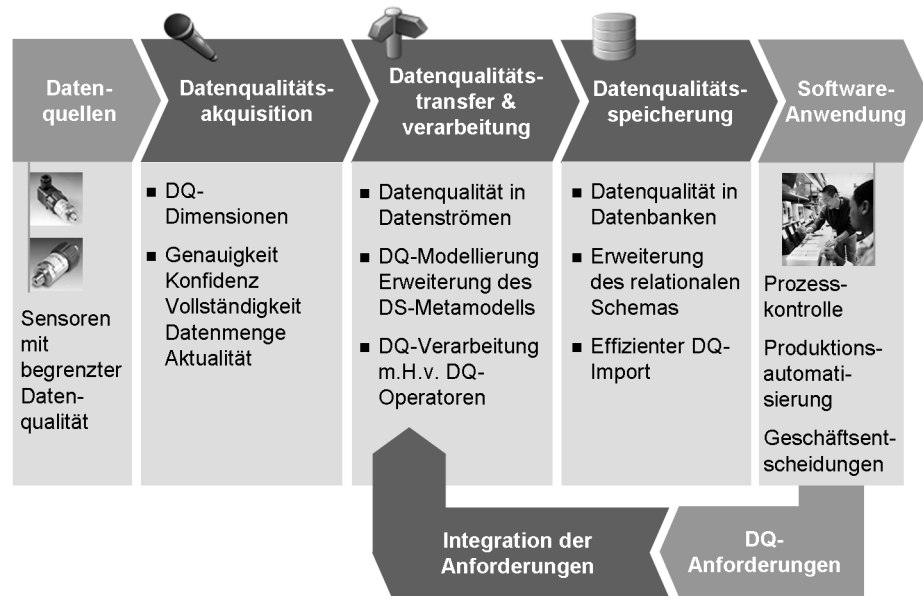 Daten-
quellen
Datenqualitäts-
akquisition
Datenqualitäts-
transfer &
verarbeitung
Datenqualitäts-
speicherung
Software-
Anwendung
Sensoren
mit
begrenzter
Daten-
qualität
■ DQ-
Dimensionen
■ Genauigkeit
Konfidenz
Vollständigkeit
Datenmenge
Aktualität
■ Datenqualität in
Datenströmen
■ DQ-Modellierung
Erweiterung des
DS-Metamodells
■ DQ-Verarbeitung
m.H.v. DQ-
Operatoren
■ Datenqualität in
Datenbanken
■ Erweiterung
des relationalen
Schemas
■ Effizienter DQ-
Import
Prozess-
kontrolle
Produktions-
automati-
sierung
Geschäftsent-
scheidungen
Integration der
Anforderungen
DQ-
Anforderungen